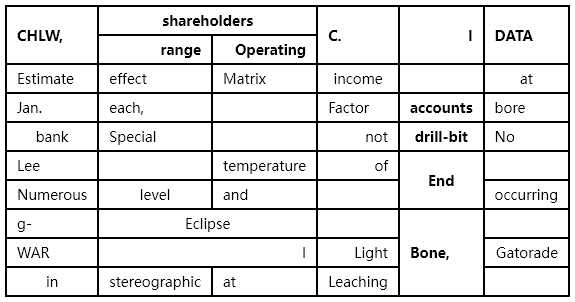 CHLW, shareholders C. I DATA
range Operating
Estimate effect Matrix income at
Jan. each, Factor accounts bore
bank Special not drill-bit No
Lee temperature of End
Numerous level and occurring
g- Eclipse Bone,
WAR I Light Gatorade
in stereographic at Leaching